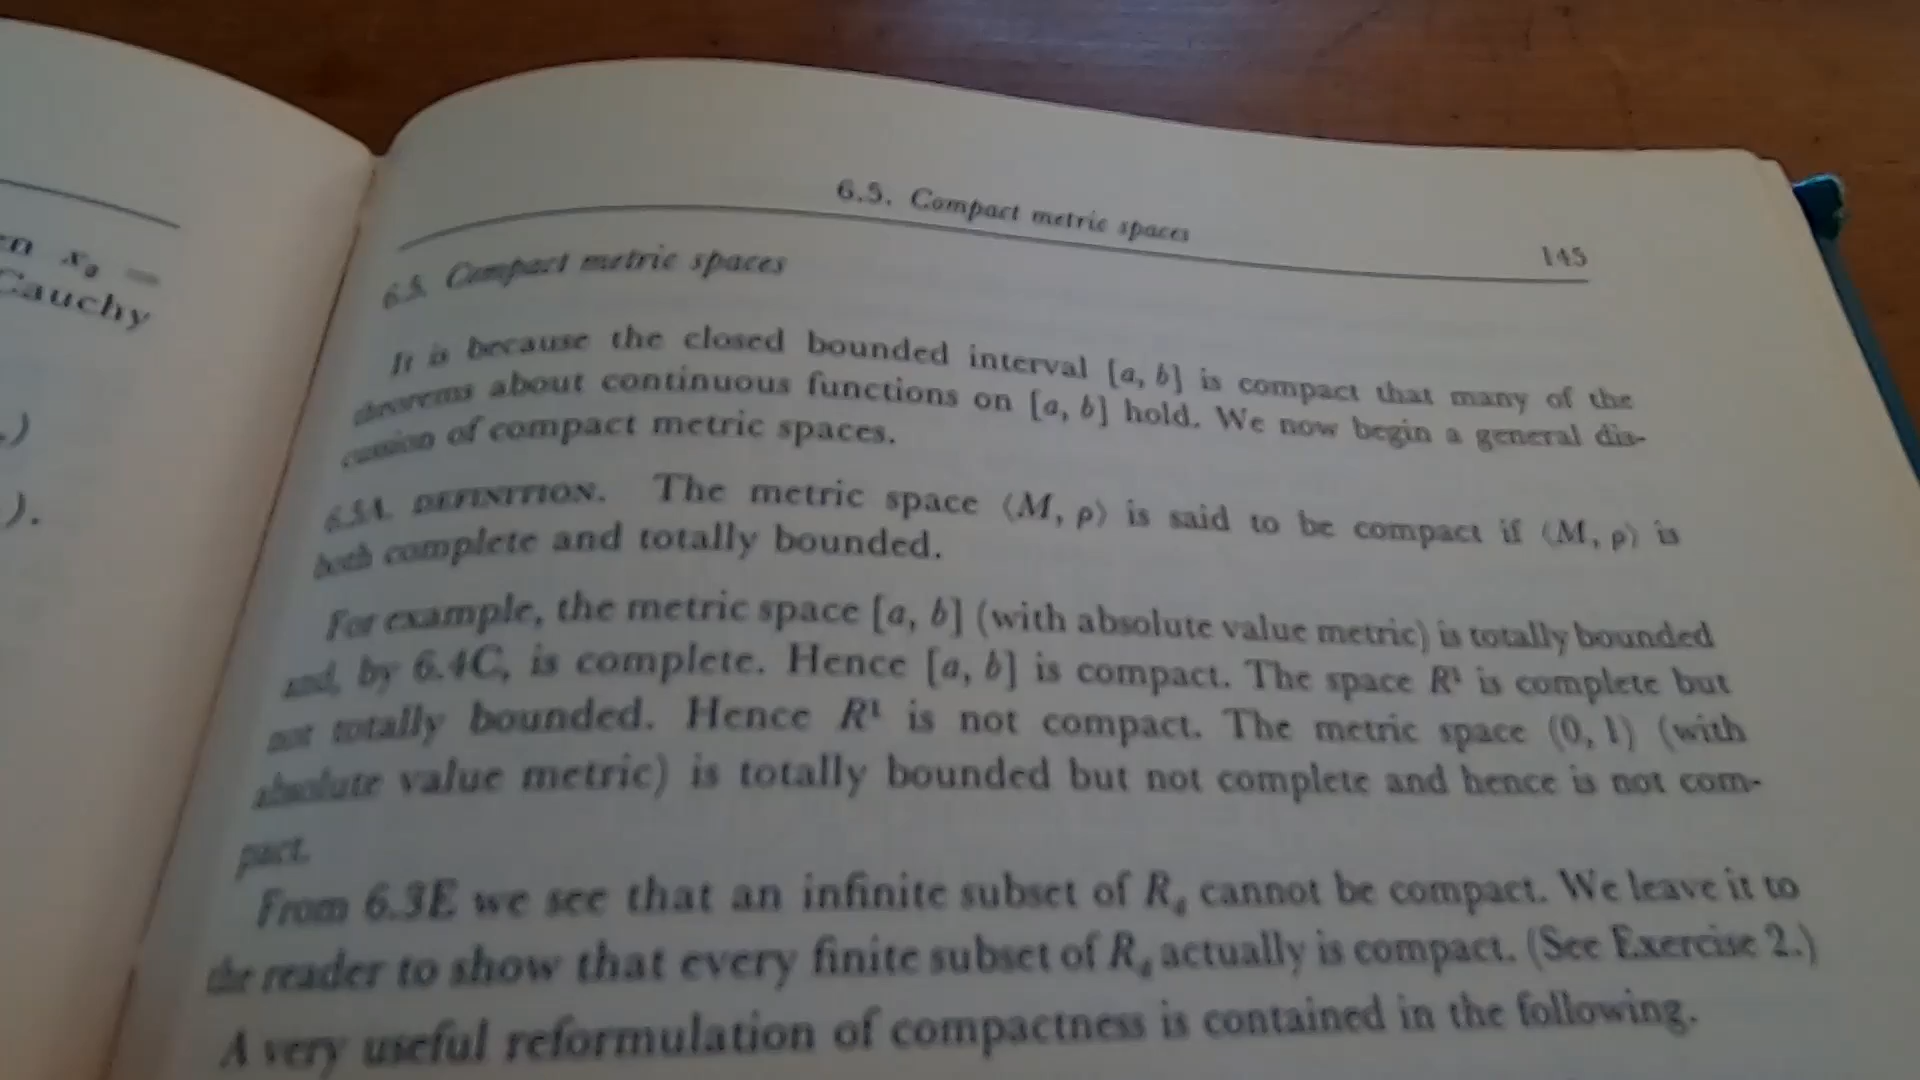 x₀ =
Cauchy
.)
).
6.5. Compact metric spaces
145
6.5. Compact metric spaces
It is because the closed bounded interval [a, b] is compact that many of the
theorems about continuous functions on [a, b] hold. We now begin a general dis-
cussion of compact metric spaces.
6.5A. DEFINITION. The metric space ⟨M, ρ⟩ is said to be compact if ⟨M, ρ⟩ is
both complete and totally bounded.
For example, the metric space [a, b] (with absolute value metric) is totally bounded
and, by 6.4C, is complete. Hence [a, b] is compact. The space R¹ is complete but
not totally bounded. Hence R¹ is not compact. The metric space (0, 1) (with
absolute value metric) is totally bounded but not complete and hence is not com-
pact.
From 6.3E we see that an infinite subset of R_d cannot be compact. We leave it to
the reader to show that every finite subset of R_d actually is compact. (See Exercise 2.)
A very useful reformulation of compactness is contained in the following.